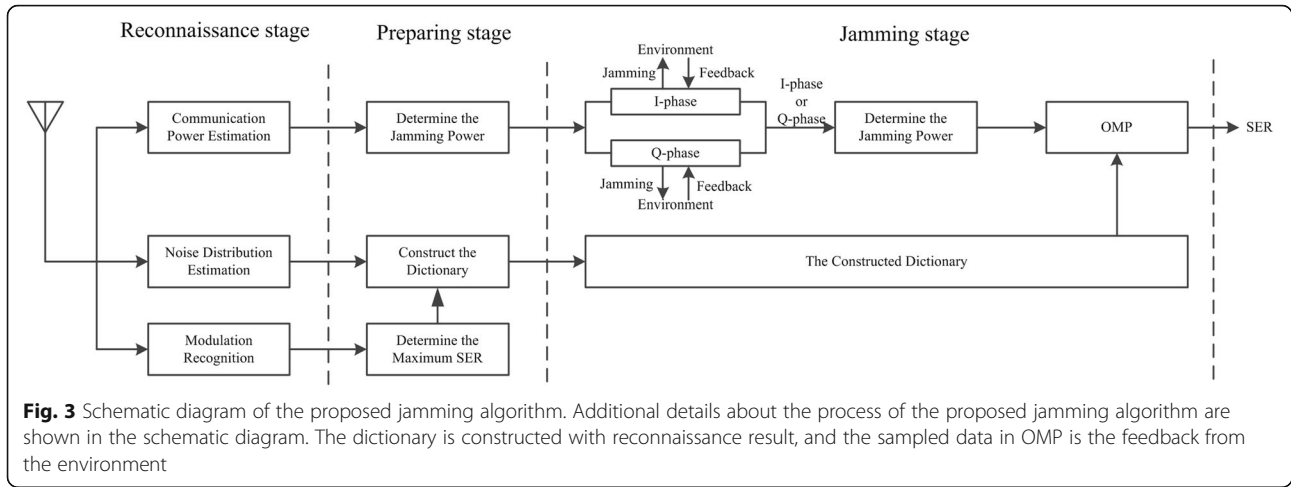 Reconnaissance stage
Preparing stage
Jamming stage
Communication
Power Estimation
Determine the
Jamming Power
Environment
Jamming
Feedback
I-phase
Q-phase
Jamming
Feedback
Environment
I-phase
or
Q-phase
Determine the
Jamming Power
OMP
SER
Noise Distribution
Estimation
Construct the
Dictionary
The Constructed Dictionary
Modulation
Recognition
Determine the
Maximum SER
Fig. 3 Schematic diagram of the proposed jamming algorithm. Additional details about the process of the proposed jamming algorithm are
shown in the schematic diagram. The dictionary is constructed with reconnaissance result, and the sampled data in OMP is the feedback from
the environment